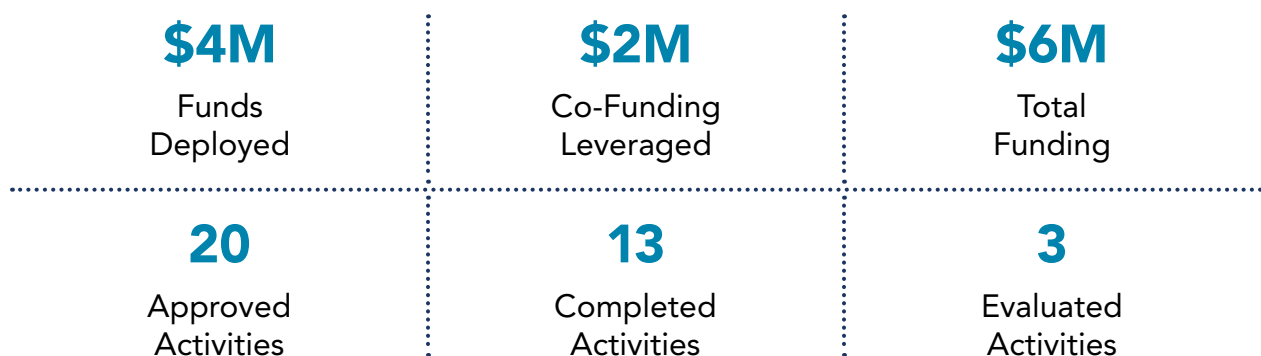 $4M
Funds
Deployed
$2M
Co-Funding
Leveraged
$6M
Total
Funding
20
Approved
Activities
13
Completed
Activities
3
Evaluated
Activities